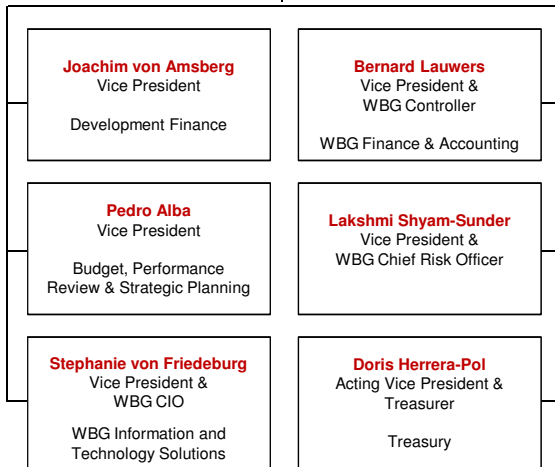 Joachim von Amsberg
Vice President
Development Finance
Bernard Lauwers
Vice President &
WBG Controller
WBG Finance & Accounting
Pedro Alba
Vice President
Budget, Performance
Review & Strategic Planning
Lakshmi Shyam-Sunder
Vice President &
WBG Chief Risk Officer
Stephanie von Friedeburg
Vice President &
WBG CIO
WBG Information and
Technology Solutions
Doris Herrera-Pol
Acting Vice President &
Treasurer
Treasury